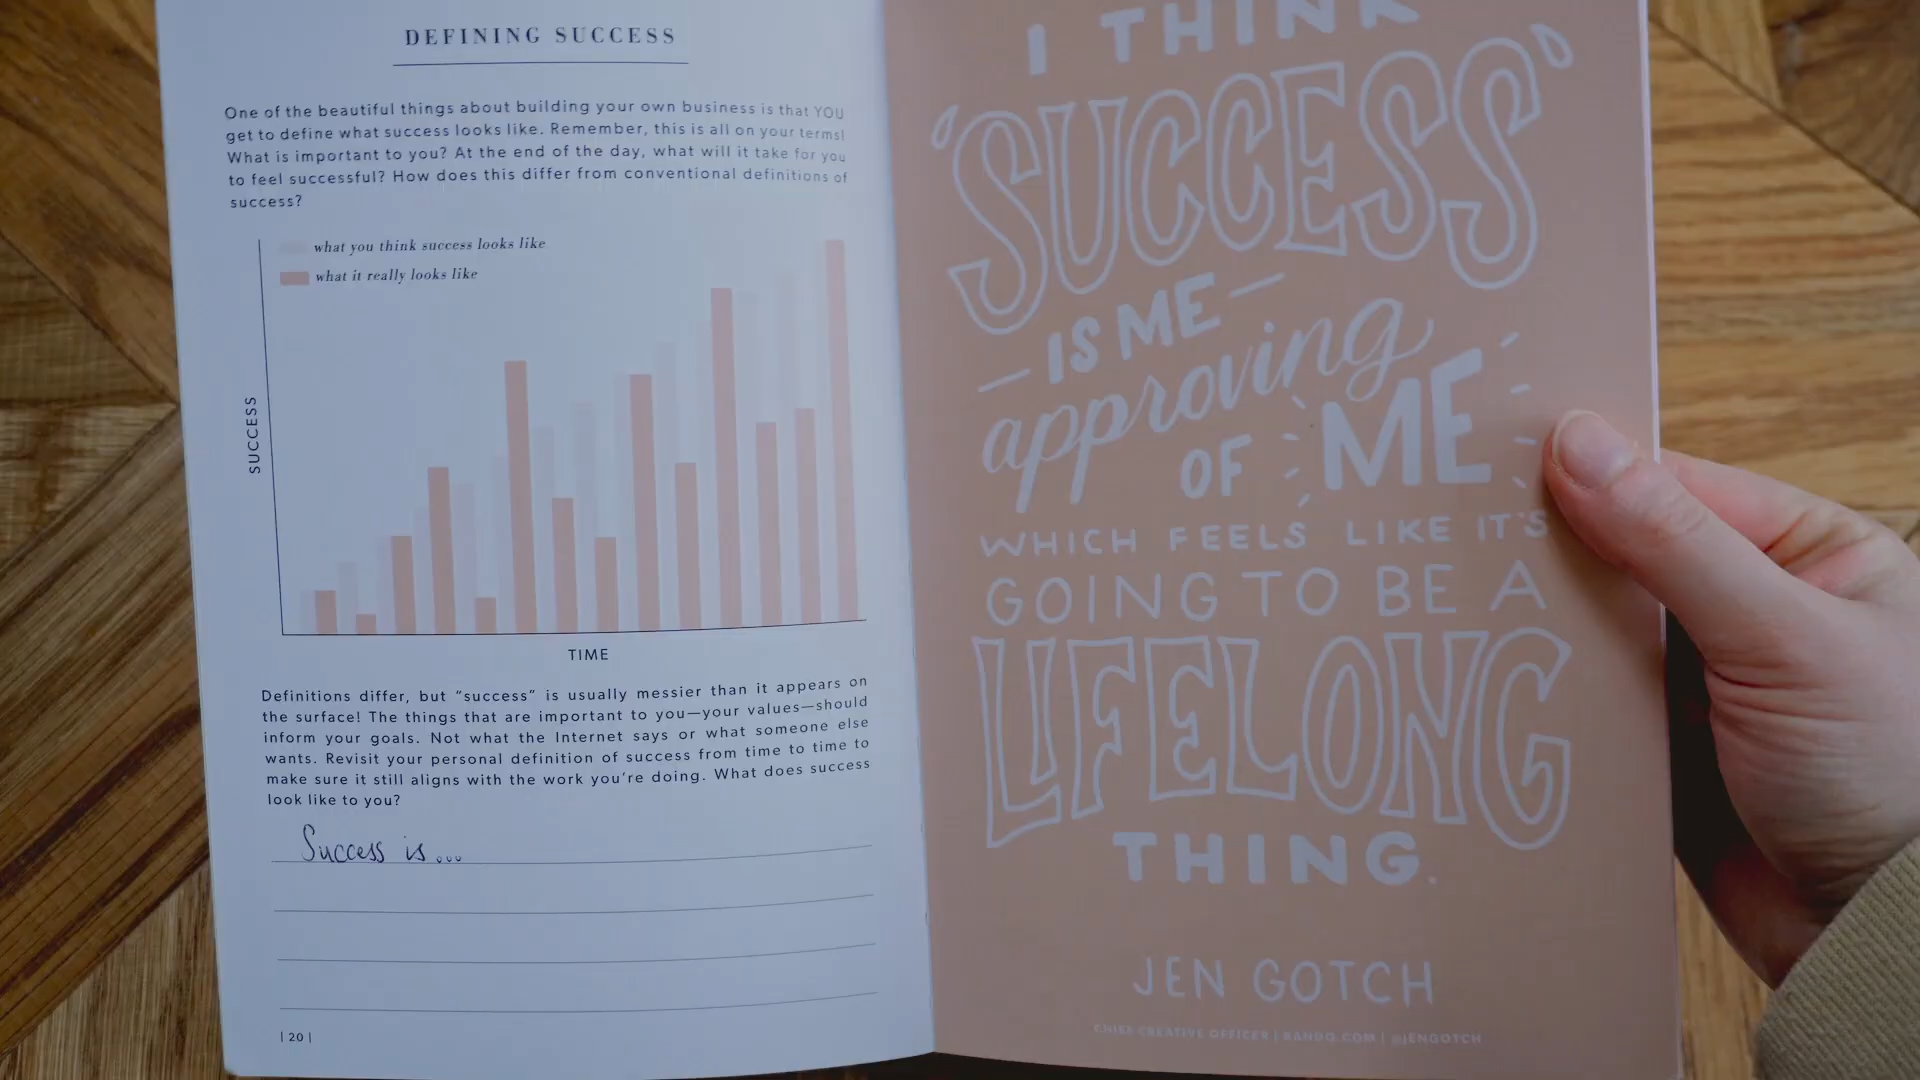 DEFINING SUCCESS
One of the beautiful things about building your own business is that YOU
get to define what success looks like. Remember, this is all on your terms!
What is important to you? At the end of the day, what will it take for you
to feel successful? How does this differ from conventional definitions of
success?
what you think success looks like
what it really looks like
SUCCESS
TIME
Definitions differ, but “success” is usually messier than it appears on
the surface! The things that are important to you—your values—should
inform your goals. Not what the Internet says or what someone else
wants. Revisit your personal definition of success from time to time to
make sure it still aligns with the work you’re doing. What does success
look like to you?
Success is...
| 20 |
I THINK
‘SUCCESS’
IS ME
approving
OF ME
WHICH FEELS LIKE IT'S
GOING TO BE A
LIFELONG
THING.
JEN GOTCH
CHIEF CREATIVE OFFICER | BANDO.COM | @JENGOTCH